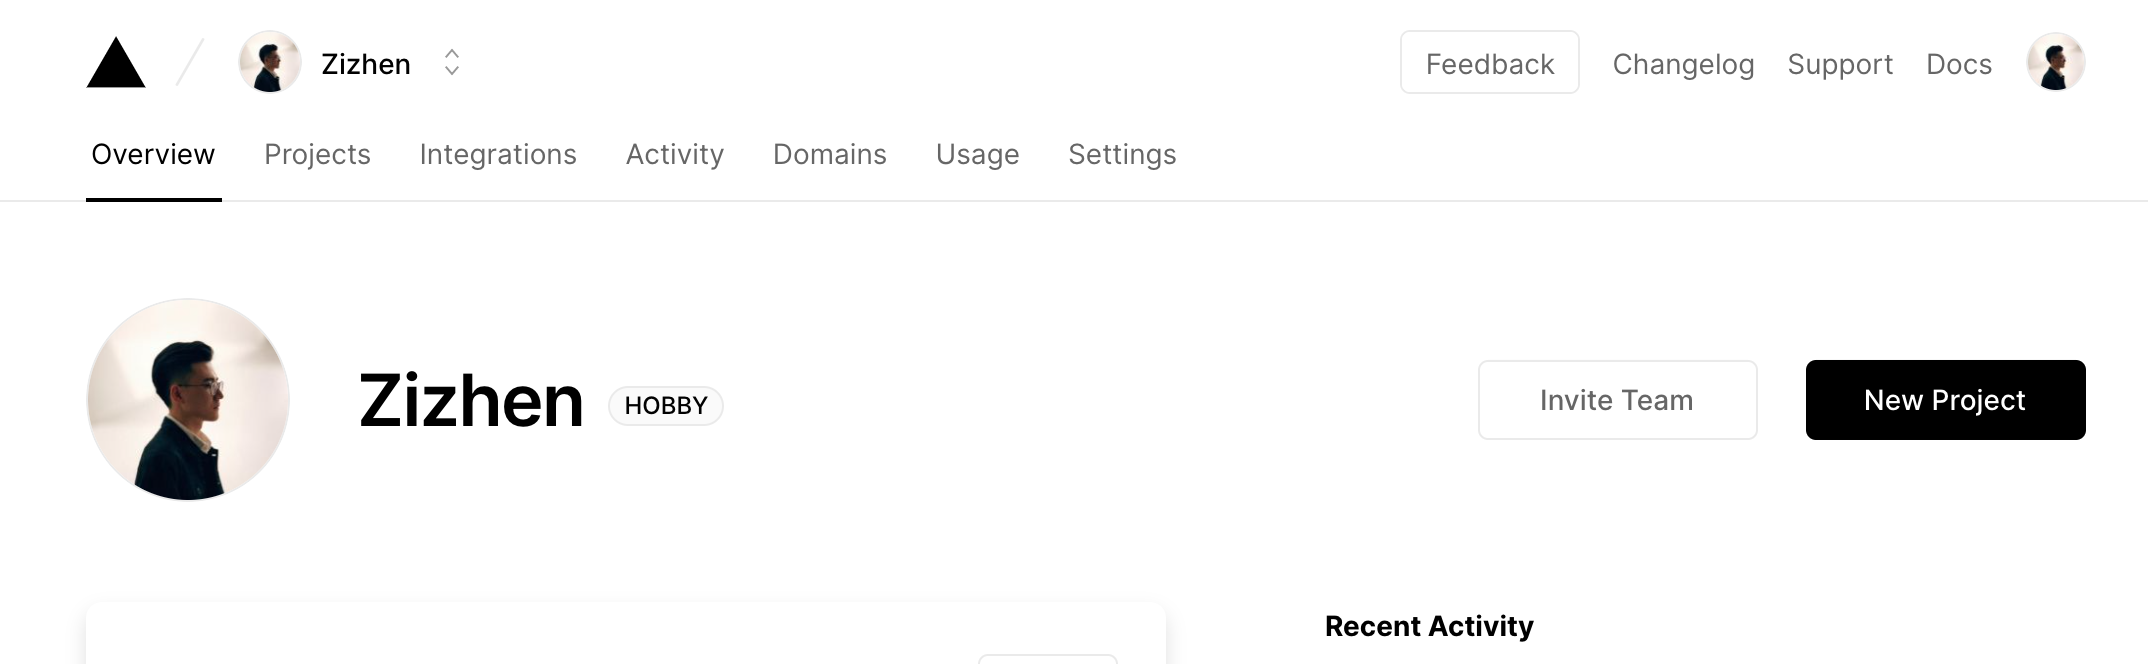 Zizhen Feedback Changelog Support Docs
Overview Projects Integrations Activity Domains Usage Settings
Zizhen HOBBY Invite Team New Project
Recent Activity